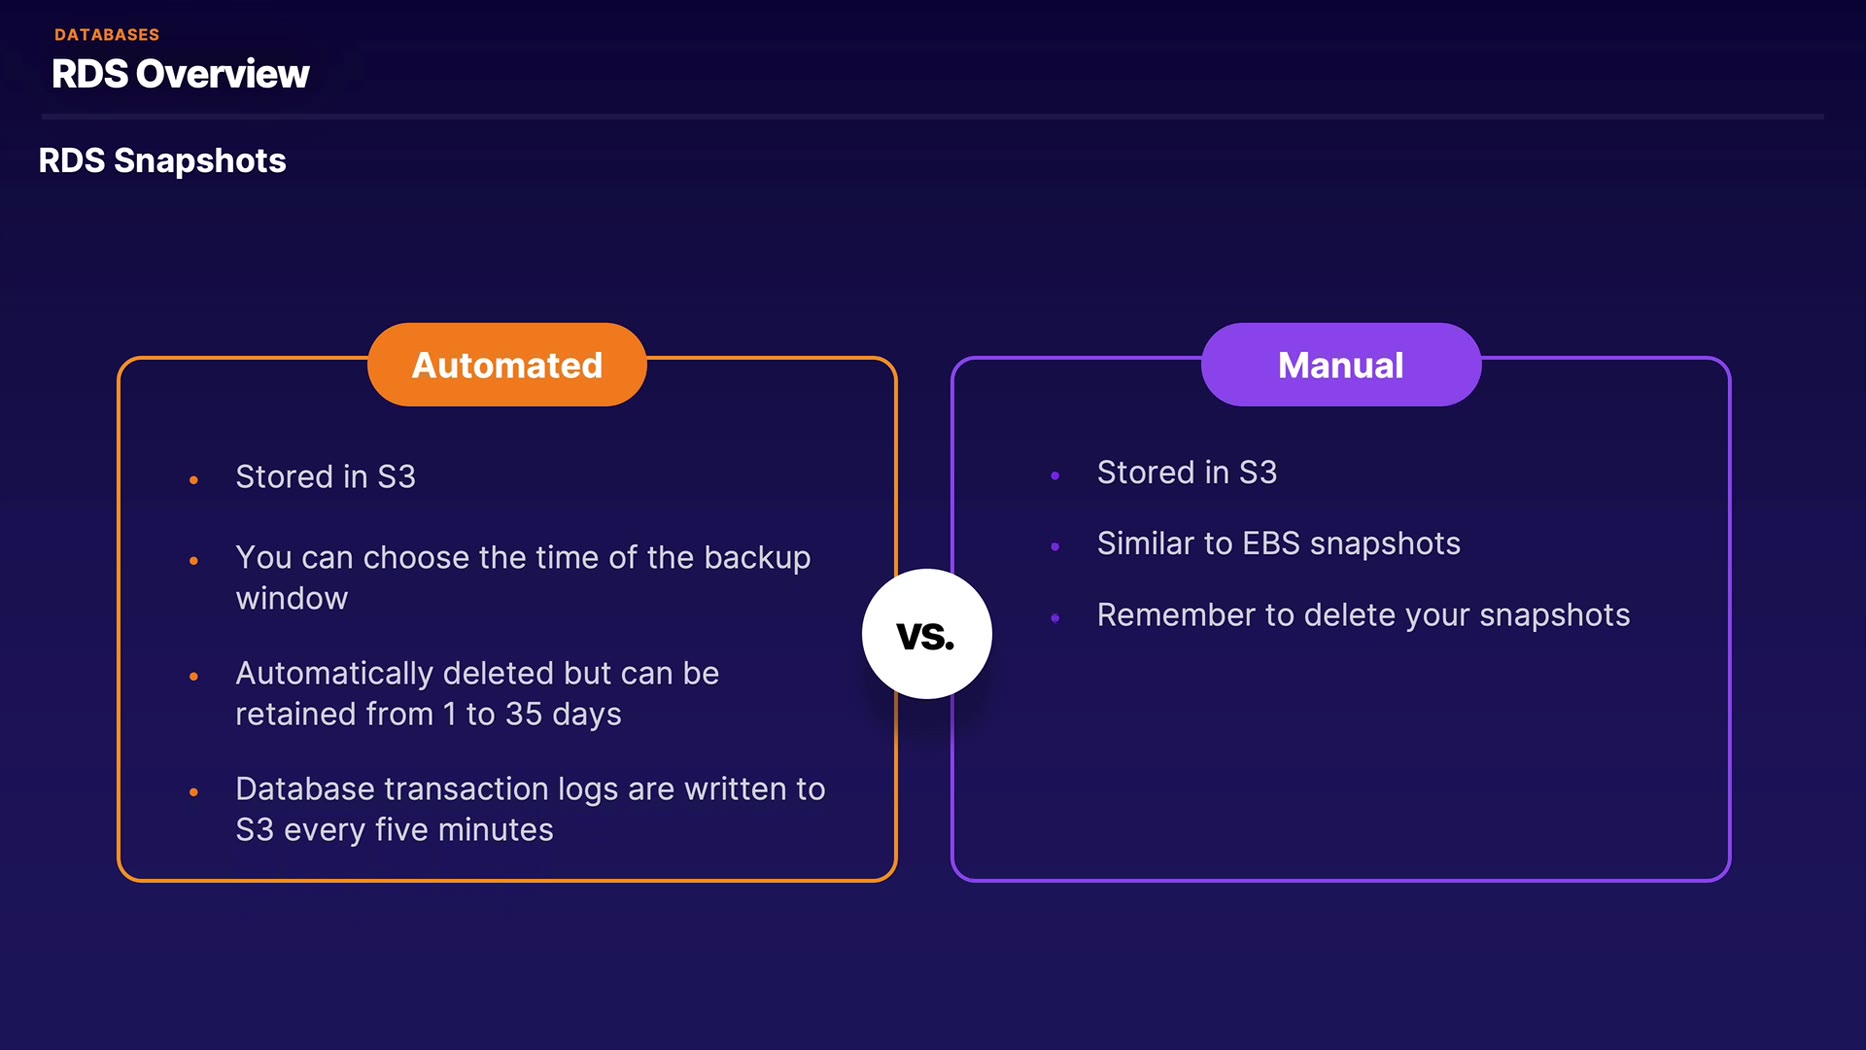 DATABASES
RDS Overview
RDS Snapshots
Automated
Stored in S3
You can choose the time of the backup
window
Automatically deleted but can be
retained from 1 to 35 days
Database transaction logs are written to
S3 every five minutes
vs.
Manual
Stored in S3
Similar to EBS snapshots
Remember to delete your snapshots